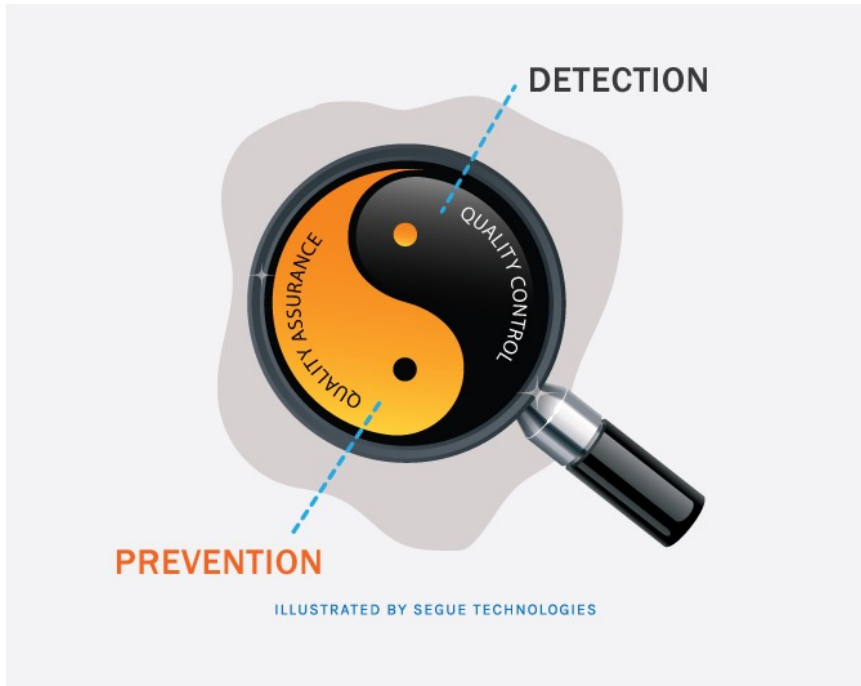 DETECTION
QUALITY CONTROL
QUALITY ASSURANCE
PREVENTION
ILLUSTRATED BY SEGUE TECHNOLOGIES